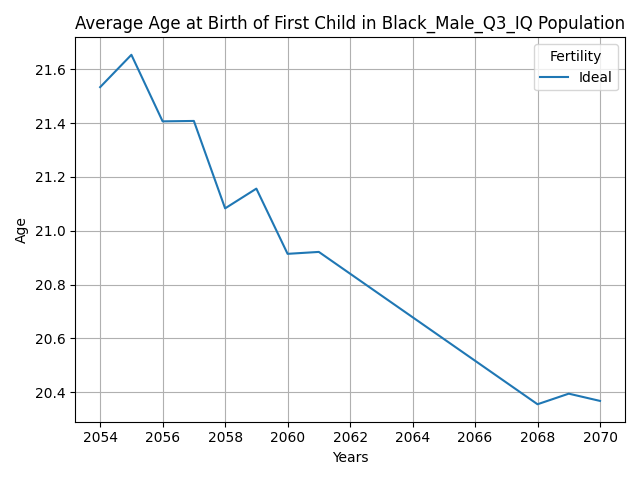 Average Age at Birth of First Child in Black_Male_Q3_IQ Population
Fertility
Ideal
21.6
21.4
21.2
21.0
20.8
20.6
20.4
Age
2054 2056 2058 2060 2062 2064 2066 2068 2070
Years